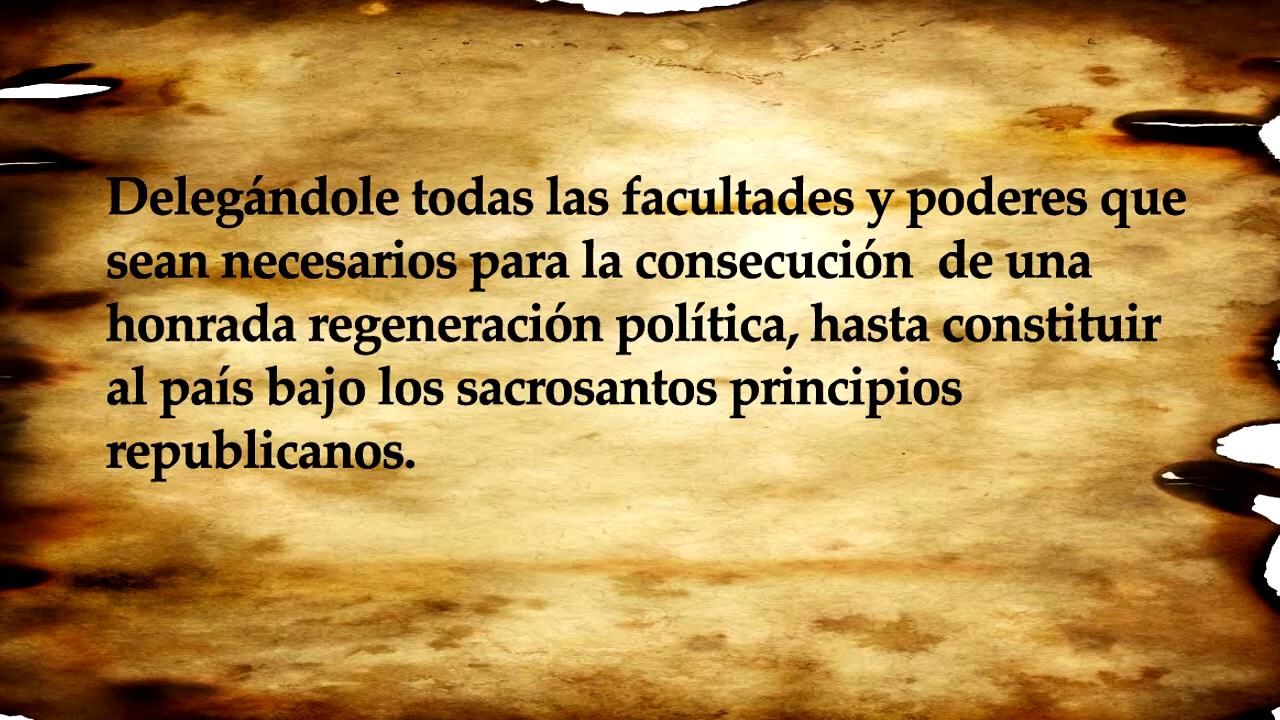 Delegándole todas las facultades y poderes que
sean necesarios para la consecución  de una
honrada regeneración política, hasta constituir
al país bajo los sacrosantos principios
republicanos.